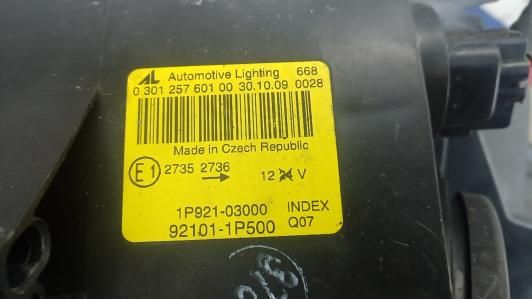 AL Automotive Lighting 668
0 301 257 601 00 30.10.09 0028
Made in Czech Republic
E1 2735 2736 → 12 24 V
1P921-03000 INDEX
92101-1P500 Q07